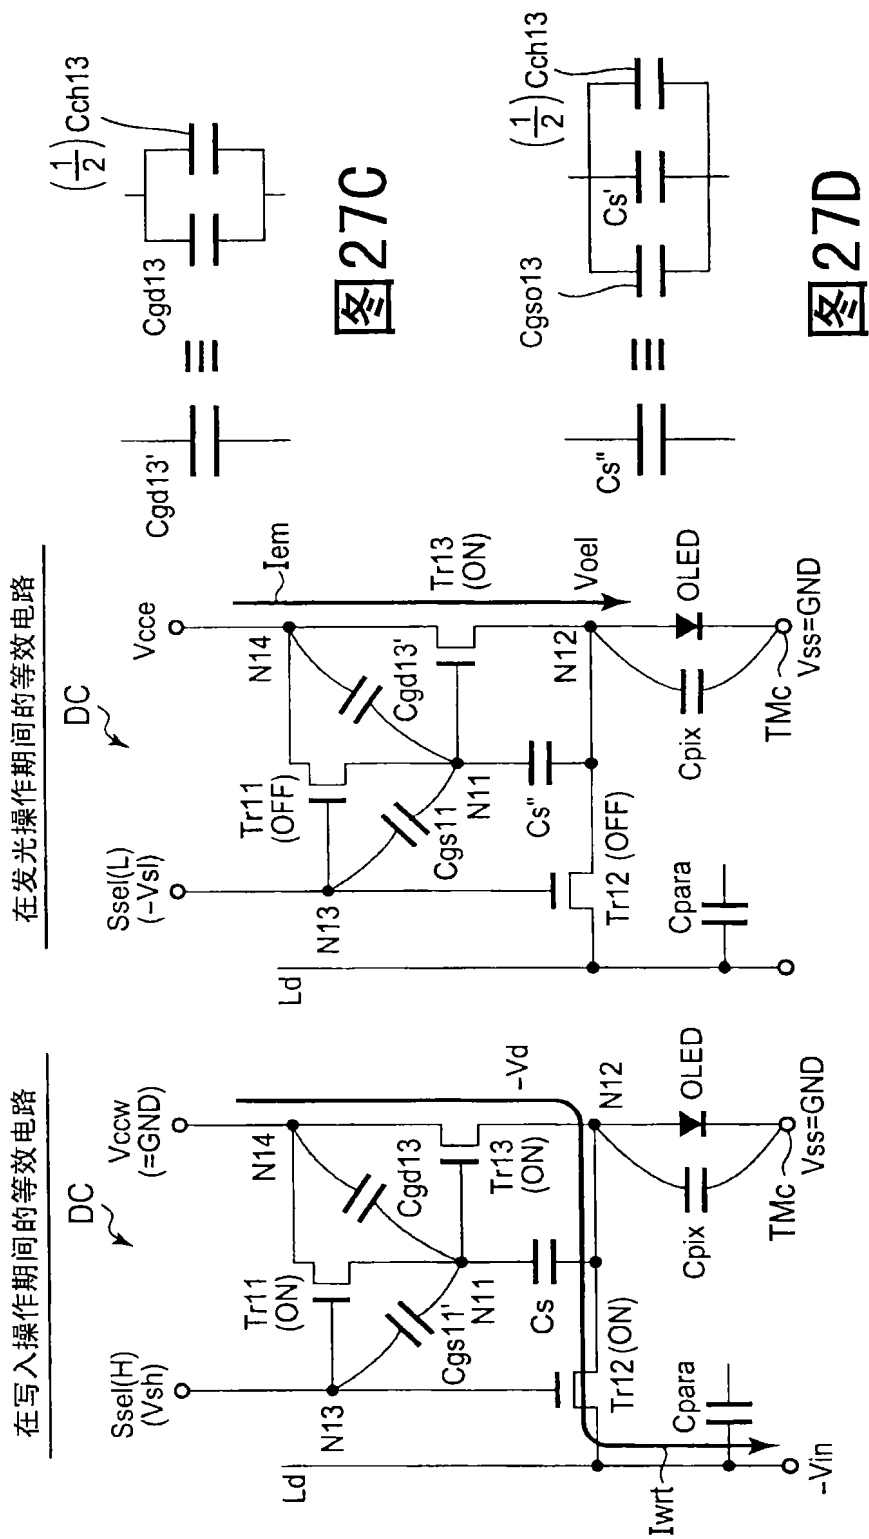 在写入操作期间的等效电路
DC
Ssel(H)
(Vsh)
Vccw
(=GND)
N14
Tr11
(ON)
Cgd13
N13
Cgs11'
N11
Tr13
(ON)
-Vd
Ld
Cs
N12
Tr12 (ON)
Iwrt
Cpara
Cpix
OLED
-Vin
TMc
Vss=GND
在发光操作期间的等效电路
DC
Ssel(L)
(-Vsl)
Vcce
Iem
N14
Tr11
(OFF)
Cgd13'
N13
Cgs11
N11
Tr13
(ON)
Ld
Cs"
N12
Voel
Tr12 (OFF)
Cpara
Cpix
OLED
TMc
Vss=GND
Cgd13'
≡
Cgd13
(1/2) Cch13
图27C
Cs"
≡
Cgso13
Cs'
(1/2) Cch13
图27D